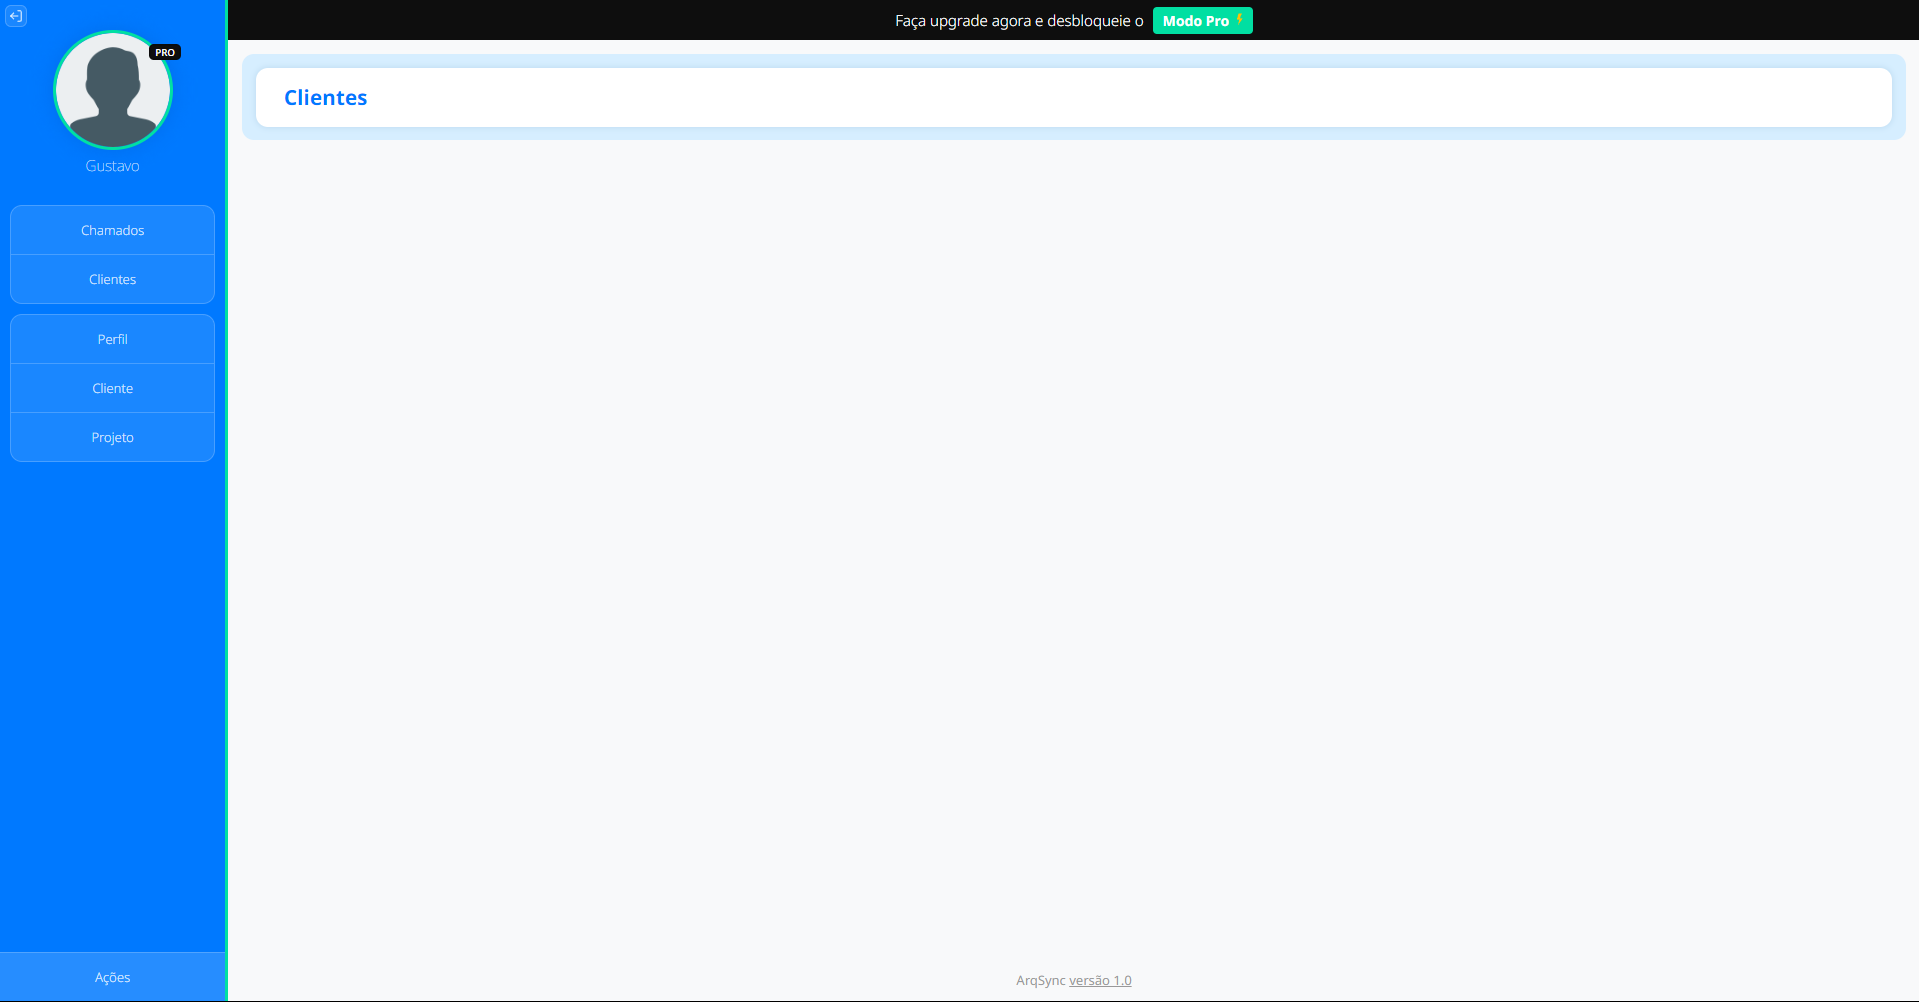 PRO
Gustavo
Chamados
Clientes
Perfil
Cliente
Projeto
Ações
Faça upgrade agora e desbloqueie o Modo Pro
Clientes
ArqSync versão 1.0